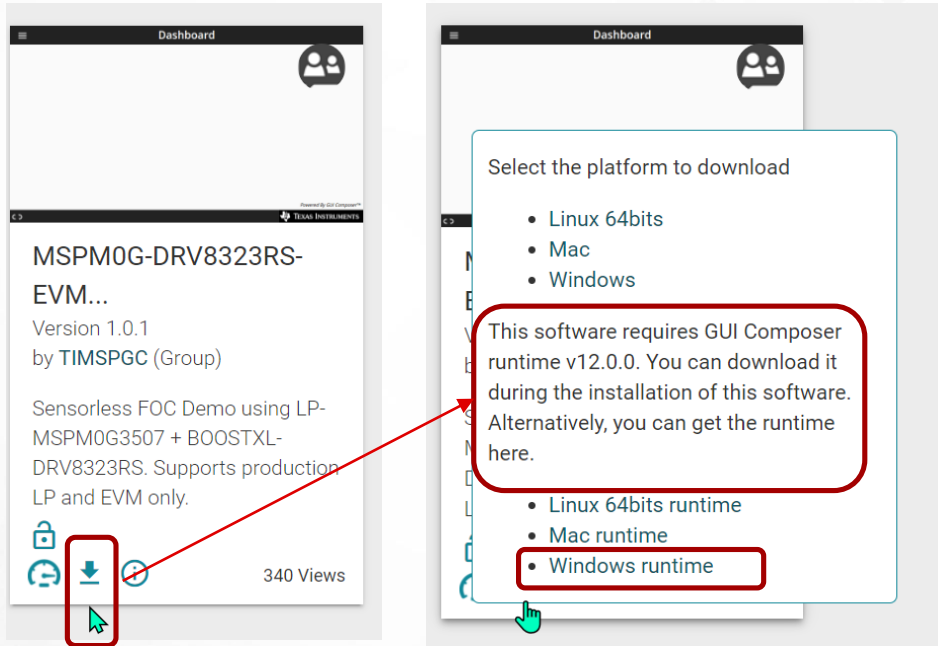 Dashboard
Powered By GUI Composer™
TEXAS INSTRUMENTS
MSPM0G-DRV8323RS-
EVM...
Version 1.0.1
by TIMSPGC (Group)
Sensorless FOC Demo using LP-
MSPM0G3507 + BOOSTXL-
DRV8323RS. Supports production
LP and EVM only.
340 Views
Dashboard
Select the platform to download
Linux 64bits
Mac
Windows
This software requires GUI Composer
runtime v12.0.0. You can download it
during the installation of this software.
Alternatively, you can get the runtime
here.
Linux 64bits runtime
Mac runtime
Windows runtime